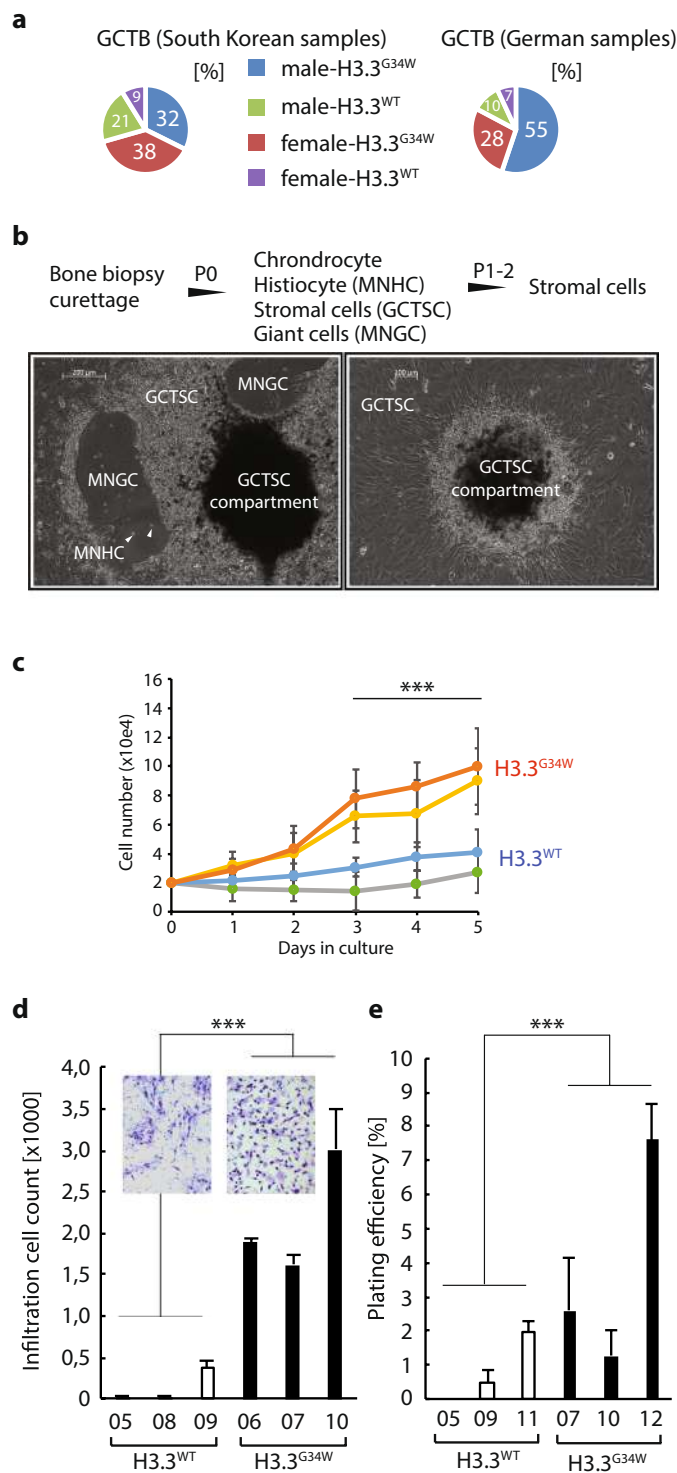 a
GCTB (South Korean samples)
GCTB (German samples)
[%]
[%]
male-H3.3G34W
male-H3.3WT
female-H3.3G34W
female-H3.3WT
9
32
21
38
7
10
28
55
b
Bone biopsy
curettage
P0
Chrondrocyte
Histiocyte (MNHC)
Stromal cells (GCTSC)
Giant cells (MNGC)
P1-2
Stromal cells
200 µm
MNGC
GCTSC
MNGC
GCTSC
compartment
MNHC
GCTSC
GCTSC
compartment
c
***
16
14
12
10
8
6
4
2
0
Cell number (x10e4)
H3.3G34W
H3.3WT
0 1 2 3 4 5
Days in culture
d
***
4,0
3,5
3,0
2,5
2,0
1,5
1,0
0,5
0
Infiltration cell count [x1000]
05 08 09 06 07 10
H3.3WT
H3.3G34W
e
***
10
9
8
7
6
5
4
3
2
1
0
Plating efficiency [%]
05 09 11 07 10 12
H3.3WT
H3.3G34W